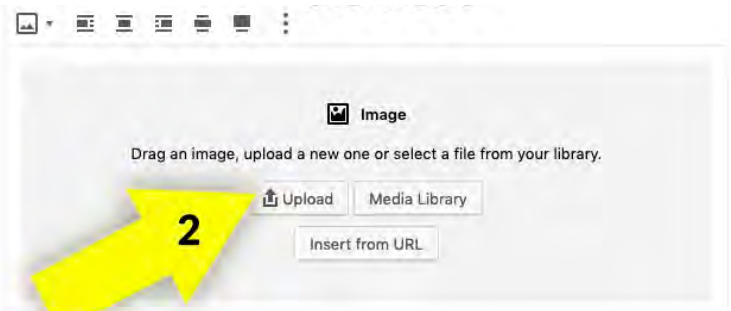 Image
Drag an image, upload a new one or select a file from your library.
Upload Media Library
2
Insert from URL